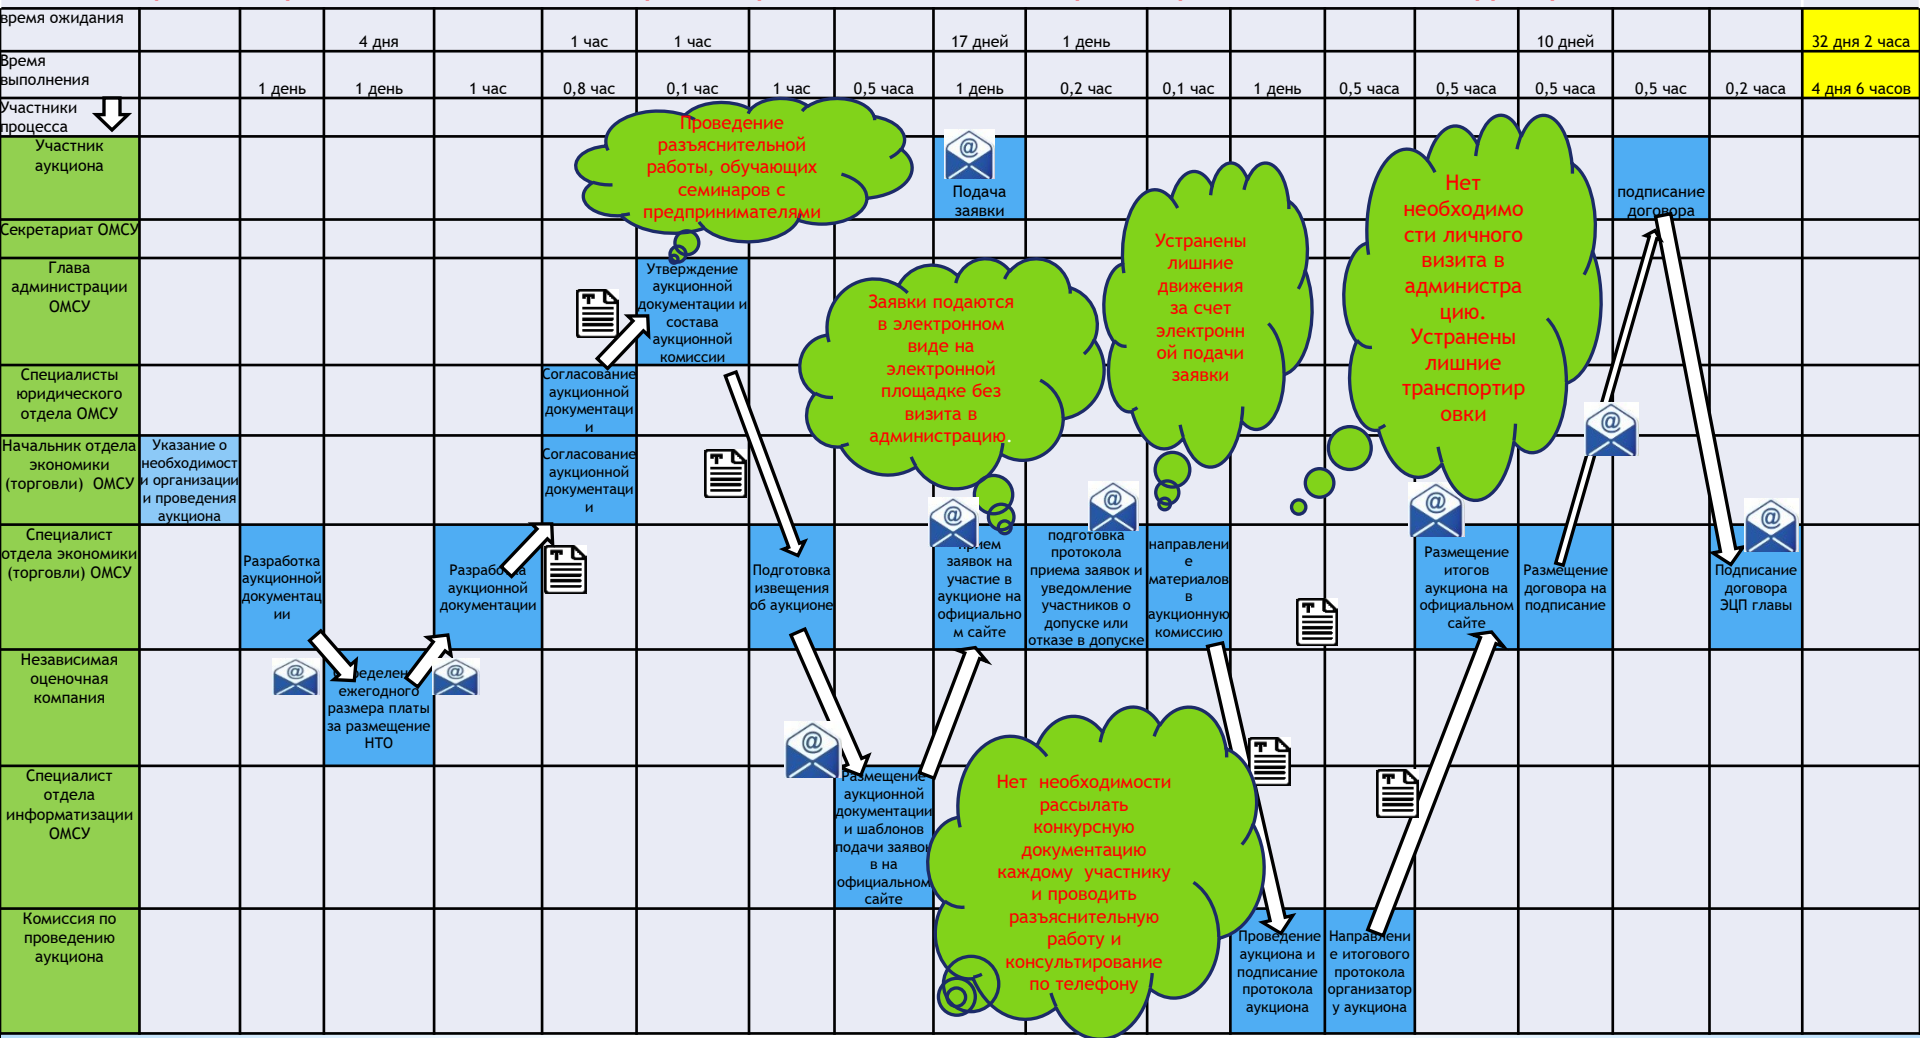 время ожидания
4 дня
1 час
1 час
17 дней
1 день
10 дней
32 дня 2 часа
Время
выполнения
1 день
1 день
1 час
0,8 час
0,1 час
1 час
0,5 часа
1 день
0,2 час
0,1 час
1 день
0,5 часа
0,5 часа
0,5 часа
0,5 час
0,2 часа
4 дня 6 часов
Участники
процесса
Участник
аукциона
Проведение
разъяснительной
работы, обучающих
семинаров с
предпринимателями
Подача
заявки
подписание
договора
Секретариат ОМСУ
Глава
администрации
ОМСУ
Утверждение
аукционной
документации и
состава
аукционной
комиссии
Заявки подаются
в электронном
виде на
электронной
площадке без
визита в
администрацию.
Устранены
лишние
движения
за счет
электронн
ой подачи
заявки
Нет
необходимо
сти личного
визита в
администра
цию.
Устранены
лишние
транспортир
овки
Специалисты
юридического
отдела ОМСУ
Согласование
аукционной
документаци
и
Начальник отдела
экономики
(торговли) ОМСУ
Указание о
необходимост
и организации
и проведения
аукциона
Согласование
аукционной
документаци
и
Специалист
отдела экономики
(торговли) ОМСУ
Разработка
аукционной
документац
ии
Разработка
аукционной
документации
Подготовка
извещения
об аукционе
прием
заявок на
участие в
аукционе на
официально
м сайте
подготовка
протокола
приема заявок и
уведомление
участников о
допуске или
отказе в допуске
направлени
е
материалов
в
аукционную
комиссию
Размещение
итогов
аукциона на
официальном
сайте
Размещение
договора на
подписание
Подписание
договора
ЭЦП главы
Независимая
оценочная
компания
ежегодного
размера платы
за размещение
НТО
Специалист
отдела
информатизации
ОМСУ
Размещение
аукционной
документации
и шаблонов
подачи заявок
в на
официальном
сайте
Нет необходимости
рассылать
конкурсную
документацию
каждому участнику
и проводить
разъяснительную
работу и
консультирование
по телефону
Комиссия по
проведению
аукциона
Проведение
аукциона и
подписание
протокола
аукциона
Направлени
е итогового
протокола
организатор
у аукциона